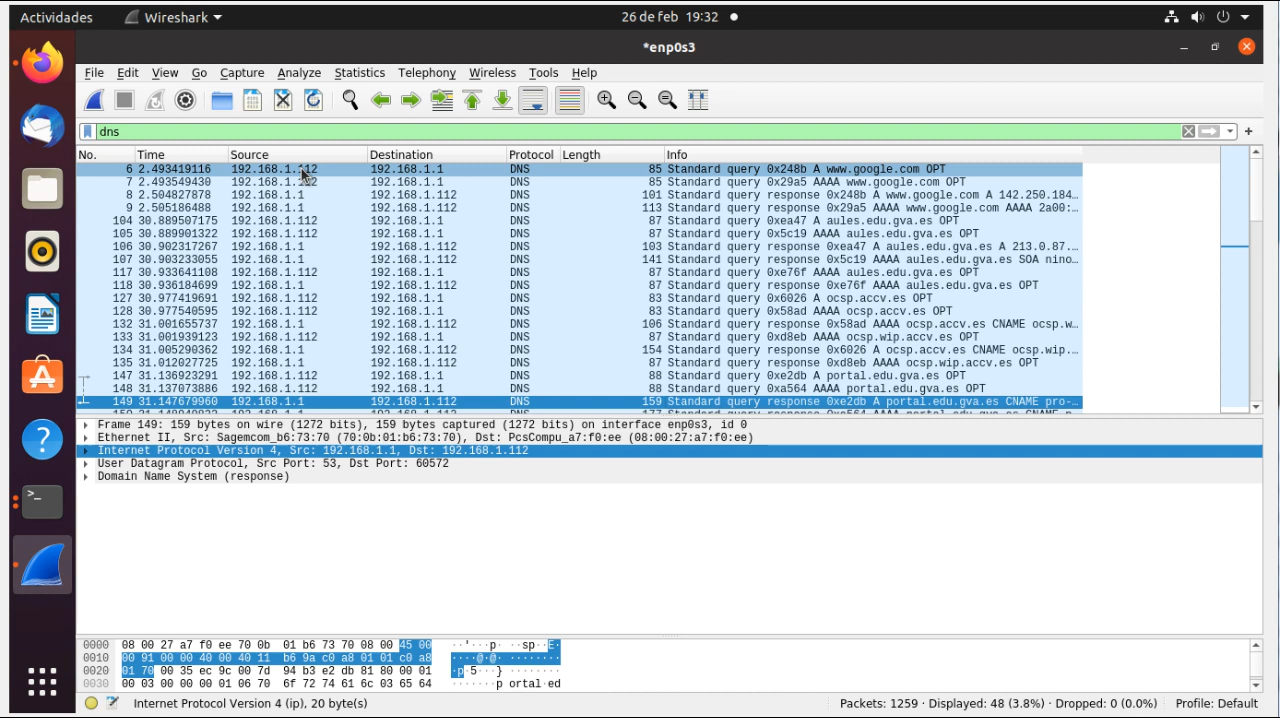 Actividades Wireshark 26 de feb 19:32
*enp0s3
File Edit View Go Capture Analyze Statistics Telephony Wireless Tools Help
dns
No. Time Source Destination Protocol Length Info
6 2.493419116 192.168.1.112 192.168.1.1 DNS 85 Standard query 0x248b A www.google.com OPT
7 2.493549430 192.168.1.112 192.168.1.1 DNS 85 Standard query 0x29a5 AAAA www.google.com OPT
8 2.504827878 192.168.1.1 192.168.1.112 DNS 101 Standard query response 0x248b A www.google.com A 142.250.184…
9 2.505186488 192.168.1.1 192.168.1.112 DNS 113 Standard query response 0x29a5 AAAA www.google.com AAAA 2a00:…
104 30.889507175 192.168.1.112 192.168.1.1 DNS 87 Standard query 0xea47 A aules.edu.gva.es OPT
105 30.889901322 192.168.1.112 192.168.1.1 DNS 87 Standard query 0x5c19 AAAA aules.edu.gva.es OPT
106 30.902317267 192.168.1.1 192.168.1.112 DNS 103 Standard query response 0xea47 A aules.edu.gva.es A 213.0.87.…
107 30.903233055 192.168.1.1 192.168.1.112 DNS 141 Standard query response 0x5c19 AAAA aules.edu.gva.es SOA nino…
117 30.933641108 192.168.1.112 192.168.1.1 DNS 87 Standard query 0xe76f AAAA aules.edu.gva.es OPT
118 30.936184699 192.168.1.1 192.168.1.112 DNS 87 Standard query response 0xe76f AAAA aules.edu.gva.es OPT
127 30.977419691 192.168.1.112 192.168.1.1 DNS 83 Standard query 0x6026 A ocsp.accv.es OPT
128 30.977540595 192.168.1.112 192.168.1.1 DNS 83 Standard query 0x58ad AAAA ocsp.accv.es OPT
132 31.001655737 192.168.1.1 192.168.1.112 DNS 106 Standard query response 0x58ad AAAA ocsp.accv.es CNAME ocsp.w…
133 31.001939123 192.168.1.112 192.168.1.1 DNS 87 Standard query 0xd8eb AAAA ocsp.wip.accv.es OPT
134 31.005290362 192.168.1.1 192.168.1.112 DNS 154 Standard query response 0x6026 A ocsp.accv.es CNAME ocsp.wip.…
135 31.012027725 192.168.1.1 192.168.1.112 DNS 87 Standard query response 0xd8eb AAAA ocsp.wip.accv.es OPT
147 31.136923291 192.168.1.112 192.168.1.1 DNS 88 Standard query 0xe2db A portal.edu.gva.es OPT
148 31.137073886 192.168.1.112 192.168.1.1 DNS 88 Standard query 0xa564 AAAA portal.edu.gva.es OPT
149 31.147679960 192.168.1.1 192.168.1.112 DNS 159 Standard query response 0xe2db A portal.edu.gva.es CNAME pro-…
Frame 149: 159 bytes on wire (1272 bits), 159 bytes captured (1272 bits) on interface enp0s3, id 0
Ethernet II, Src: Sagemcom_b6:73:70 (70:0b:01:b6:73:70), Dst: PcsCompu_a7:f0:ee (08:00:27:a7:f0:ee)
Internet Protocol Version 4, Src: 192.168.1.1, Dst: 192.168.1.112
User Datagram Protocol, Src Port: 53, Dst Port: 60572
Domain Name System (response)
0000 08 00 27 a7 f0 ee 70 0b 01 b6 73 70 08 00 45 00 ··'···p· ··sp··E·
0010 00 91 00 00 40 00 40 11 b6 9a c0 a8 01 01 c0 a8 ····@·@· ········
0020 01 70 00 35 ec 9c 00 7d 94 b3 e2 db 81 80 00 01 ·p·5···} ········
0030 00 03 00 00 00 01 06 70 6f 72 74 61 6c 03 65 64 ·······p ortal·ed
Internet Protocol Version 4 (ip), 20 byte(s) Packets: 1259 · Displayed: 48 (3.8%) · Dropped: 0 (0.0%) Profile: Default